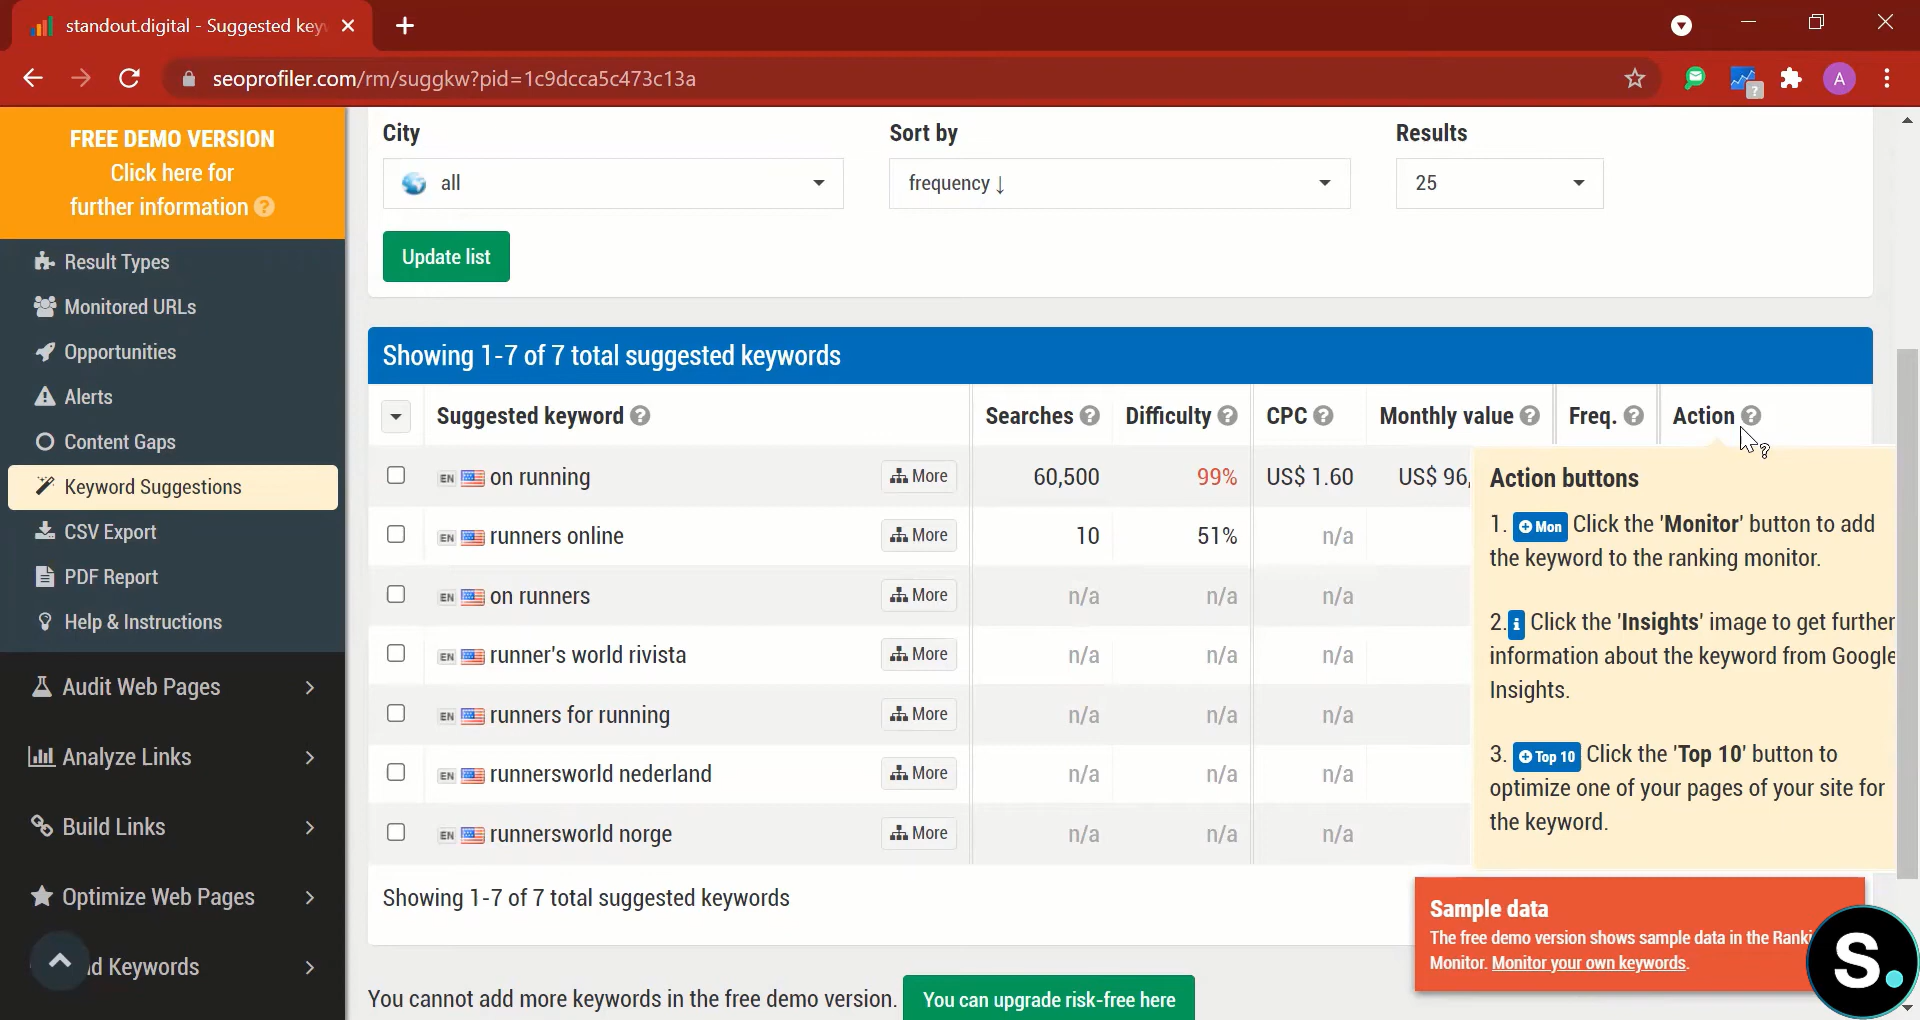 standout.digital - Suggested key
seoprofiler.com/rm/suggkw?pid=1c9dcca5c473c13a
A
?
FREE DEMO VERSION
Click here for
further information ?
Result Types
Monitored URLs
Opportunities
Alerts
Content Gaps
Keyword Suggestions
CSV Export
PDF Report
Help & Instructions
Audit Web Pages
Analyze Links
Build Links
Optimize Web Pages
d Keywords
City
Sort by
Results
all
frequency ↓
25
Update list
Showing 1-7 of 7 total suggested keywords
Suggested keyword ? Searches ? Difficulty ? CPC ? Monthly value ? Freq. ? Action ?
EN on running More 60,500 99% US$ 1.60 US$ 96,
EN runners online More 10 51% n/a
EN on runners More n/a n/a n/a
EN runner's world rivista More n/a n/a n/a
EN runners for running More n/a n/a n/a
EN runnersworld nederland More n/a n/a n/a
EN runnersworld norge More n/a n/a n/a
Action buttons
1. Mon Click the 'Monitor' button to add
the keyword to the ranking monitor.
2. i Click the 'Insights' image to get further
information about the keyword from Google
Insights.
3. Top 10 Click the 'Top 10' button to
optimize one of your pages of your site for
the keyword.
Showing 1-7 of 7 total suggested keywords
Sample data
The free demo version shows sample data in the Ranki
Monitor. Monitor your own keywords.
S.
You cannot add more keywords in the free demo version. You can upgrade risk-free here